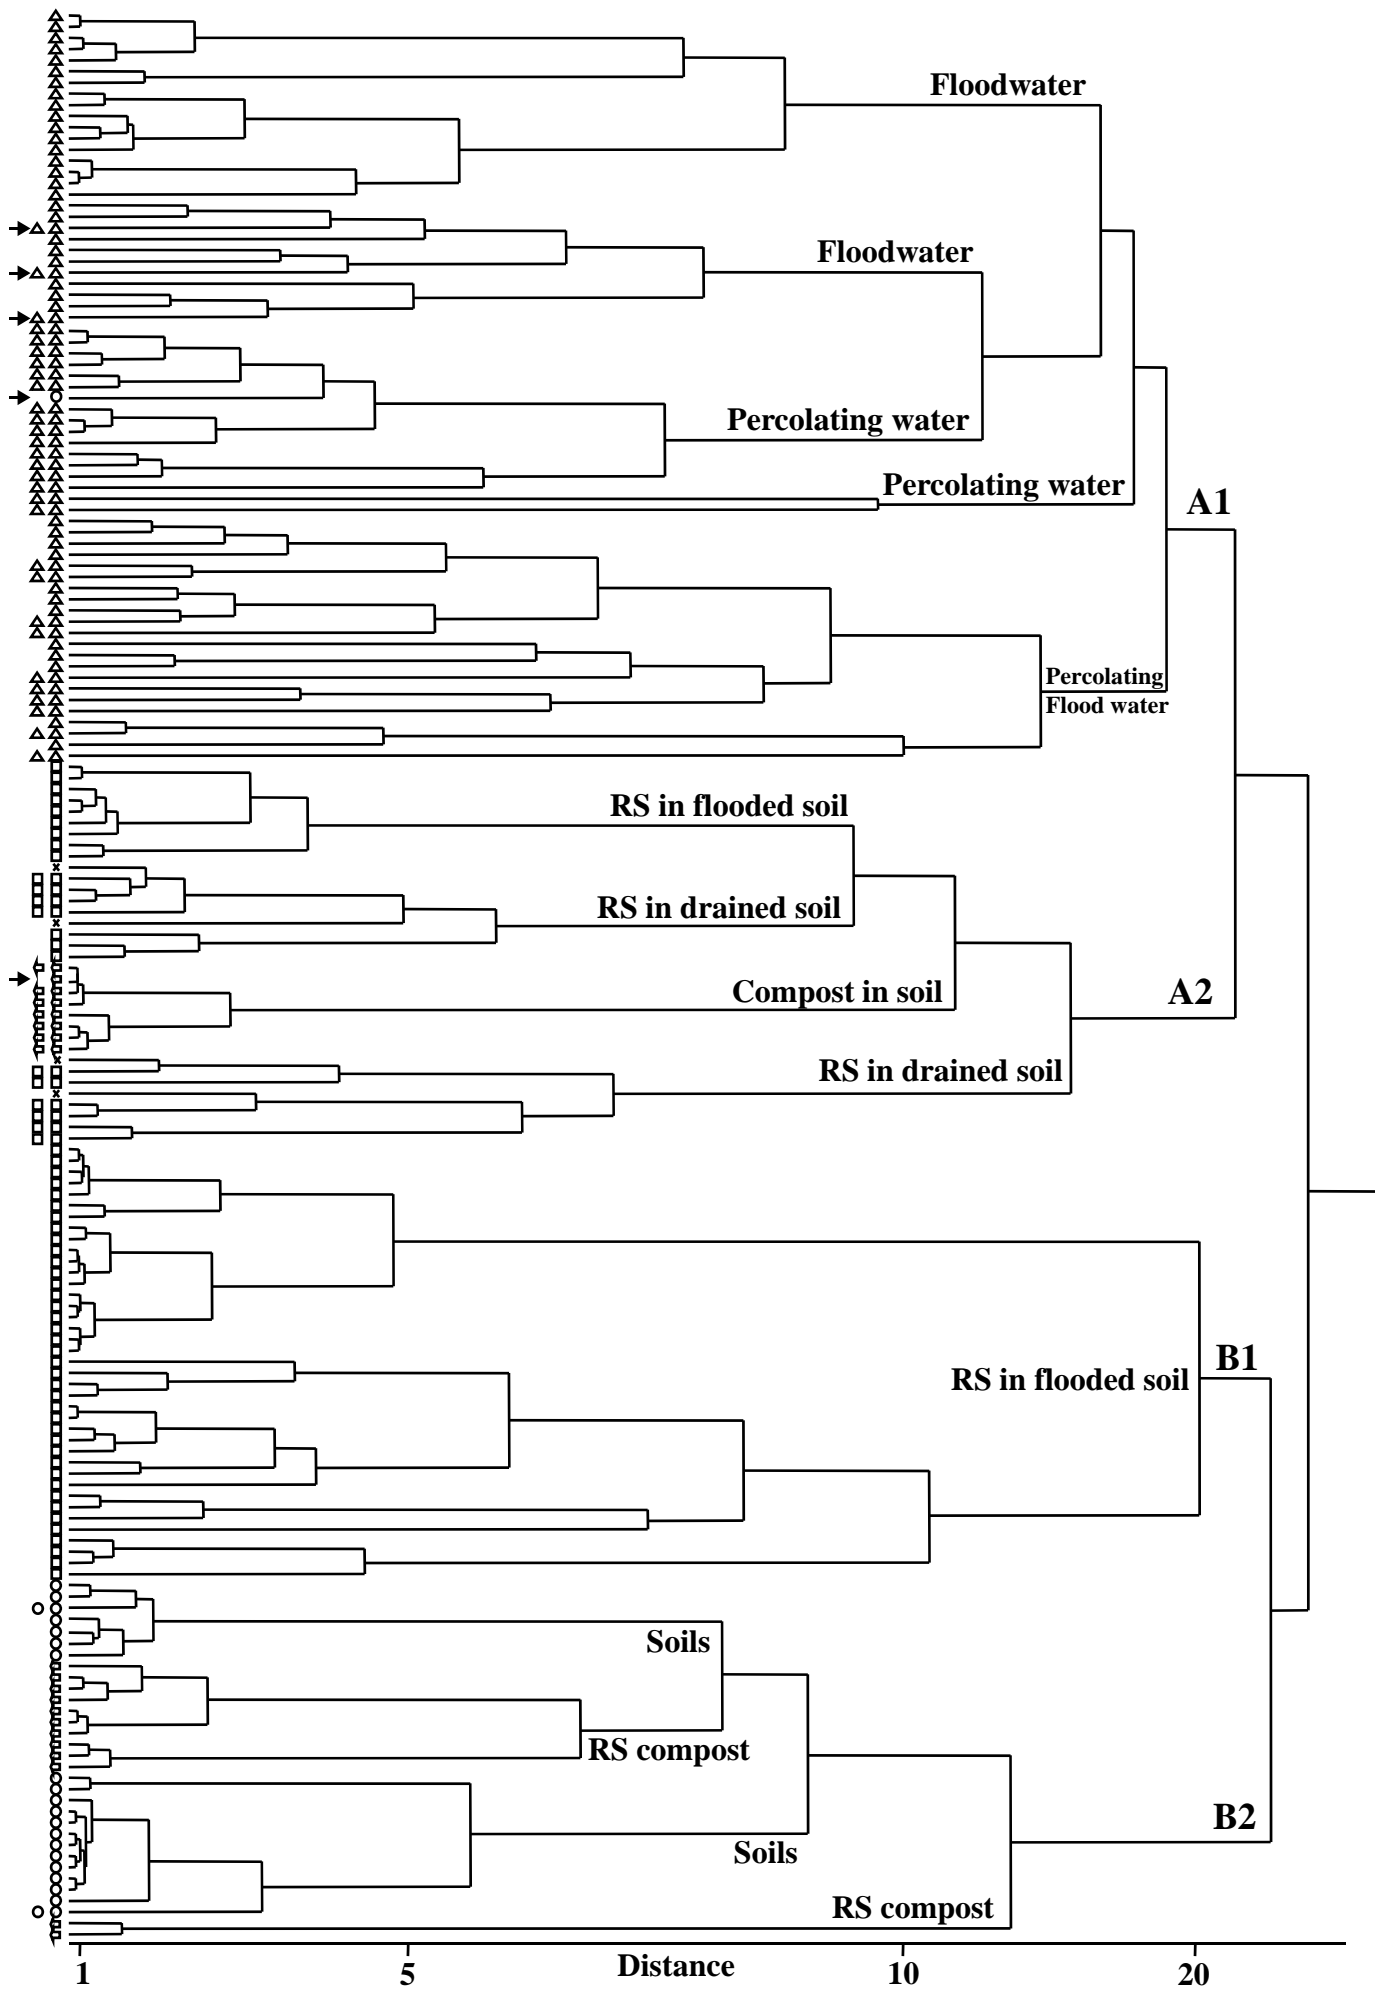 Floodwater
Floodwater
Percolating water
Percolating water
A1
Percolating
Flood water
RS in flooded soil
RS in drained soil
Compost in soil
A2
RS in drained soil
B1
RS in flooded soil
Soils
RS compost
B2
Soils
RS compost
1 5 Distance 10 20